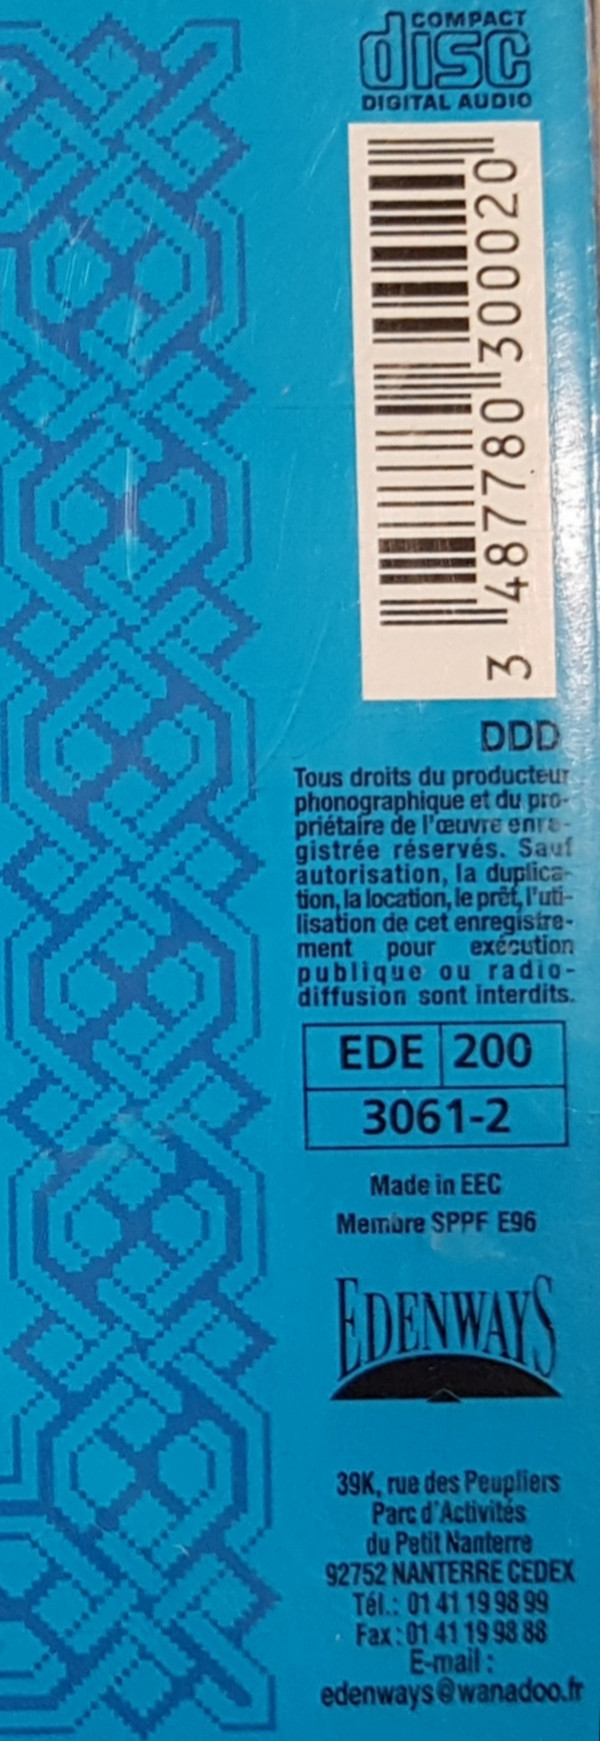 COMPACT
disc
DIGITAL AUDIO
3 487780 300020
DDD
Tous droits du producteur
phonographique et du pro-
priétaire de l'œuvre enre-
gistrée réservés. Sauf
autorisation, la duplica-
tion, la location, le prêt, l'uti-
lisation de cet enregistre-
ment pour exécution
publique ou radio-
diffusion sont interdits.
EDE 200
3061-2
Made in EEC
Membre SPPF E96
EDENWAYS
39K, rue des Peupliers
Parc d'Activités
du Petit Nanterre
92752 NANTERRE CEDEX
Tél.: 01 41 19 98 99
Fax : 01 41 19 98 88
E-mail :
edenways@wanadoo.fr